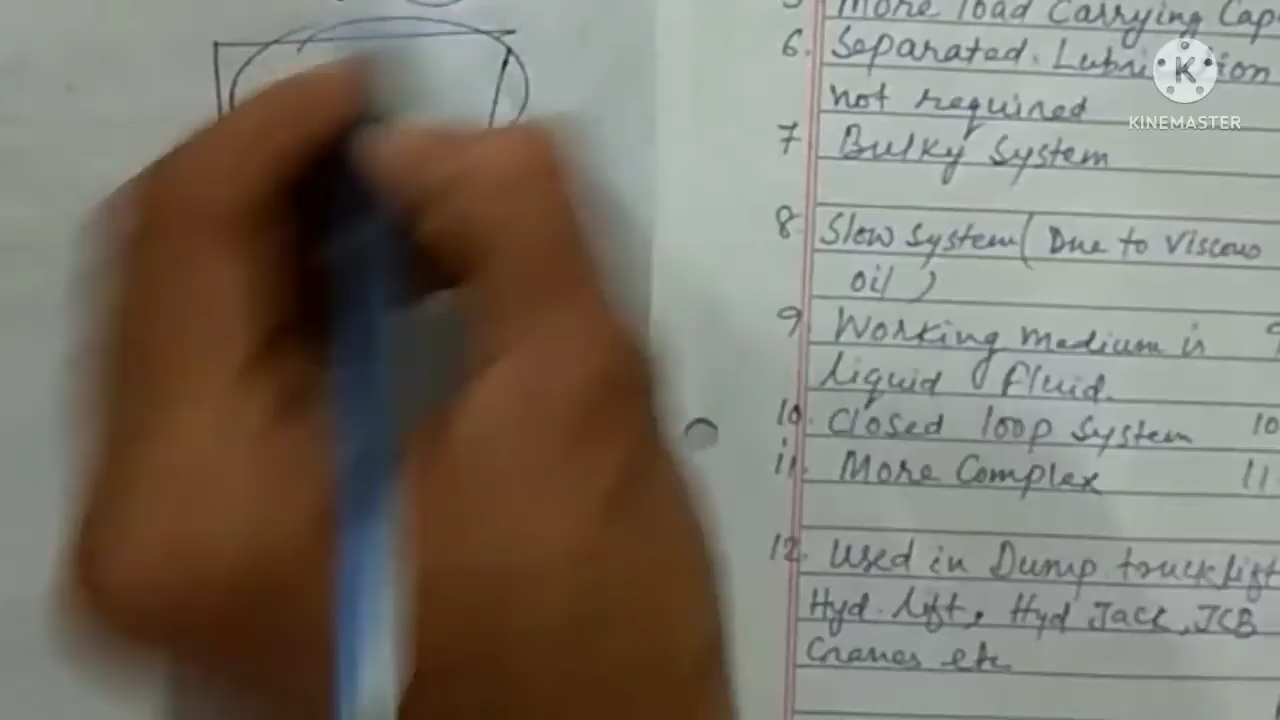 5 More load Carrying Cap
6. Separated. Lubrication
not required
7 Bulky System
8 Slow System ( Due to Viscous
oil )
9 Working medium is
liquid fluid.
10. Closed loop System 10
11. More Complex 11.
12. Used in Dump truck lift
Hyd. lift, Hyd Jack, JCB
Cranes etc.
K
KINEMASTER